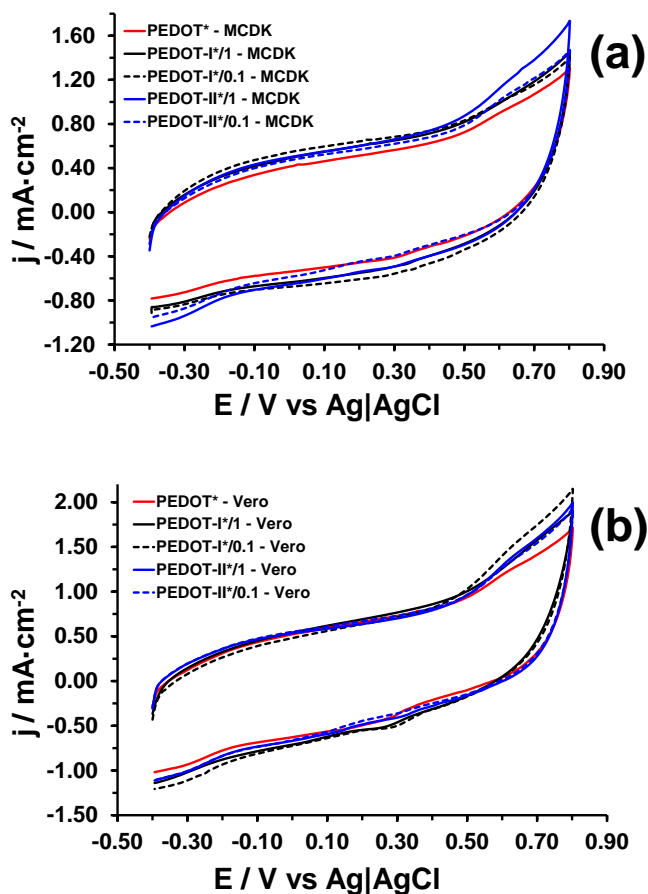 (a)
PEDOT* - MCDK
PEDOT-I*/1 - MCDK
PEDOT-I*/0.1 - MCDK
PEDOT-II*/1 - MCDK
PEDOT-II*/0.1 - MCDK
1.60
1.20
0.80
0.40
0.00
-0.40
-0.80
-1.20
j / mA·cm-2
-0.50 -0.30 -0.10 0.10 0.30 0.50 0.70 0.90
E / V vs Ag|AgCl
(b)
PEDOT* - Vero
PEDOT-I*/1 - Vero
PEDOT-I*/0.1 - Vero
PEDOT-II*/1 - Vero
PEDOT-II*/0.1 - Vero
2.00
1.50
1.00
0.50
0.00
-0.50
-1.00
-1.50
j / mA·cm-2
-0.50 -0.30 -0.10 0.10 0.30 0.50 0.70 0.90
E / V vs Ag|AgCl